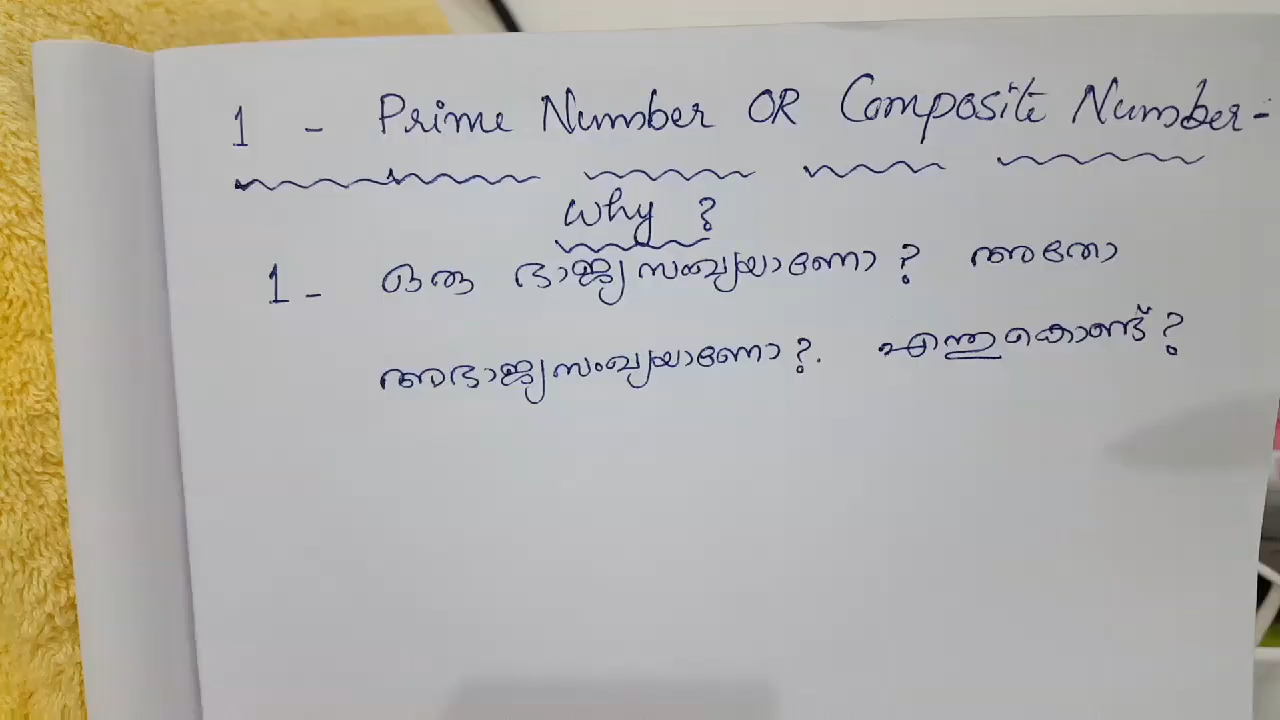 1 - Prime Number OR Composite Number-
Why ?
1 - ഒരു ഭാജ്യസംഖ്യയാണോ ? അതോ
അഭാജ്യസംഖ്യയാണോ ?. എന്തുകൊണ്ട് ?